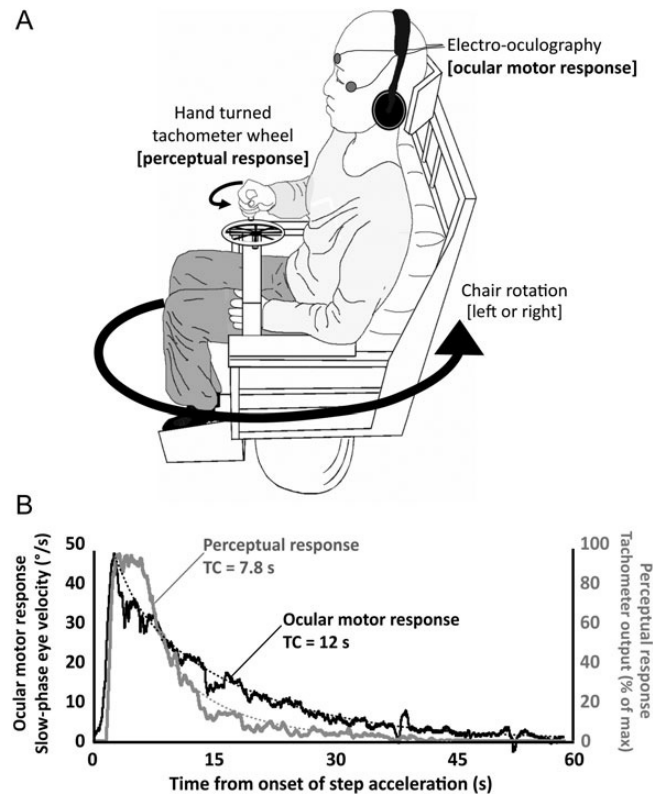 A
Electro-oculography
[ocular motor response]
Hand turned
tachometer wheel
[perceptual response]
Chair rotation
[left or right]
B
Ocular motor response
Slow-phase eye velocity (°/s)
50
40
30
20
10
0
Perceptual response
TC = 7.8 s
Ocular motor response
TC = 12 s
100
80
60
40
20
0
Perceptual response
Tachometer output (% of max)
0
15
30
45
60
Time from onset of step acceleration (s)